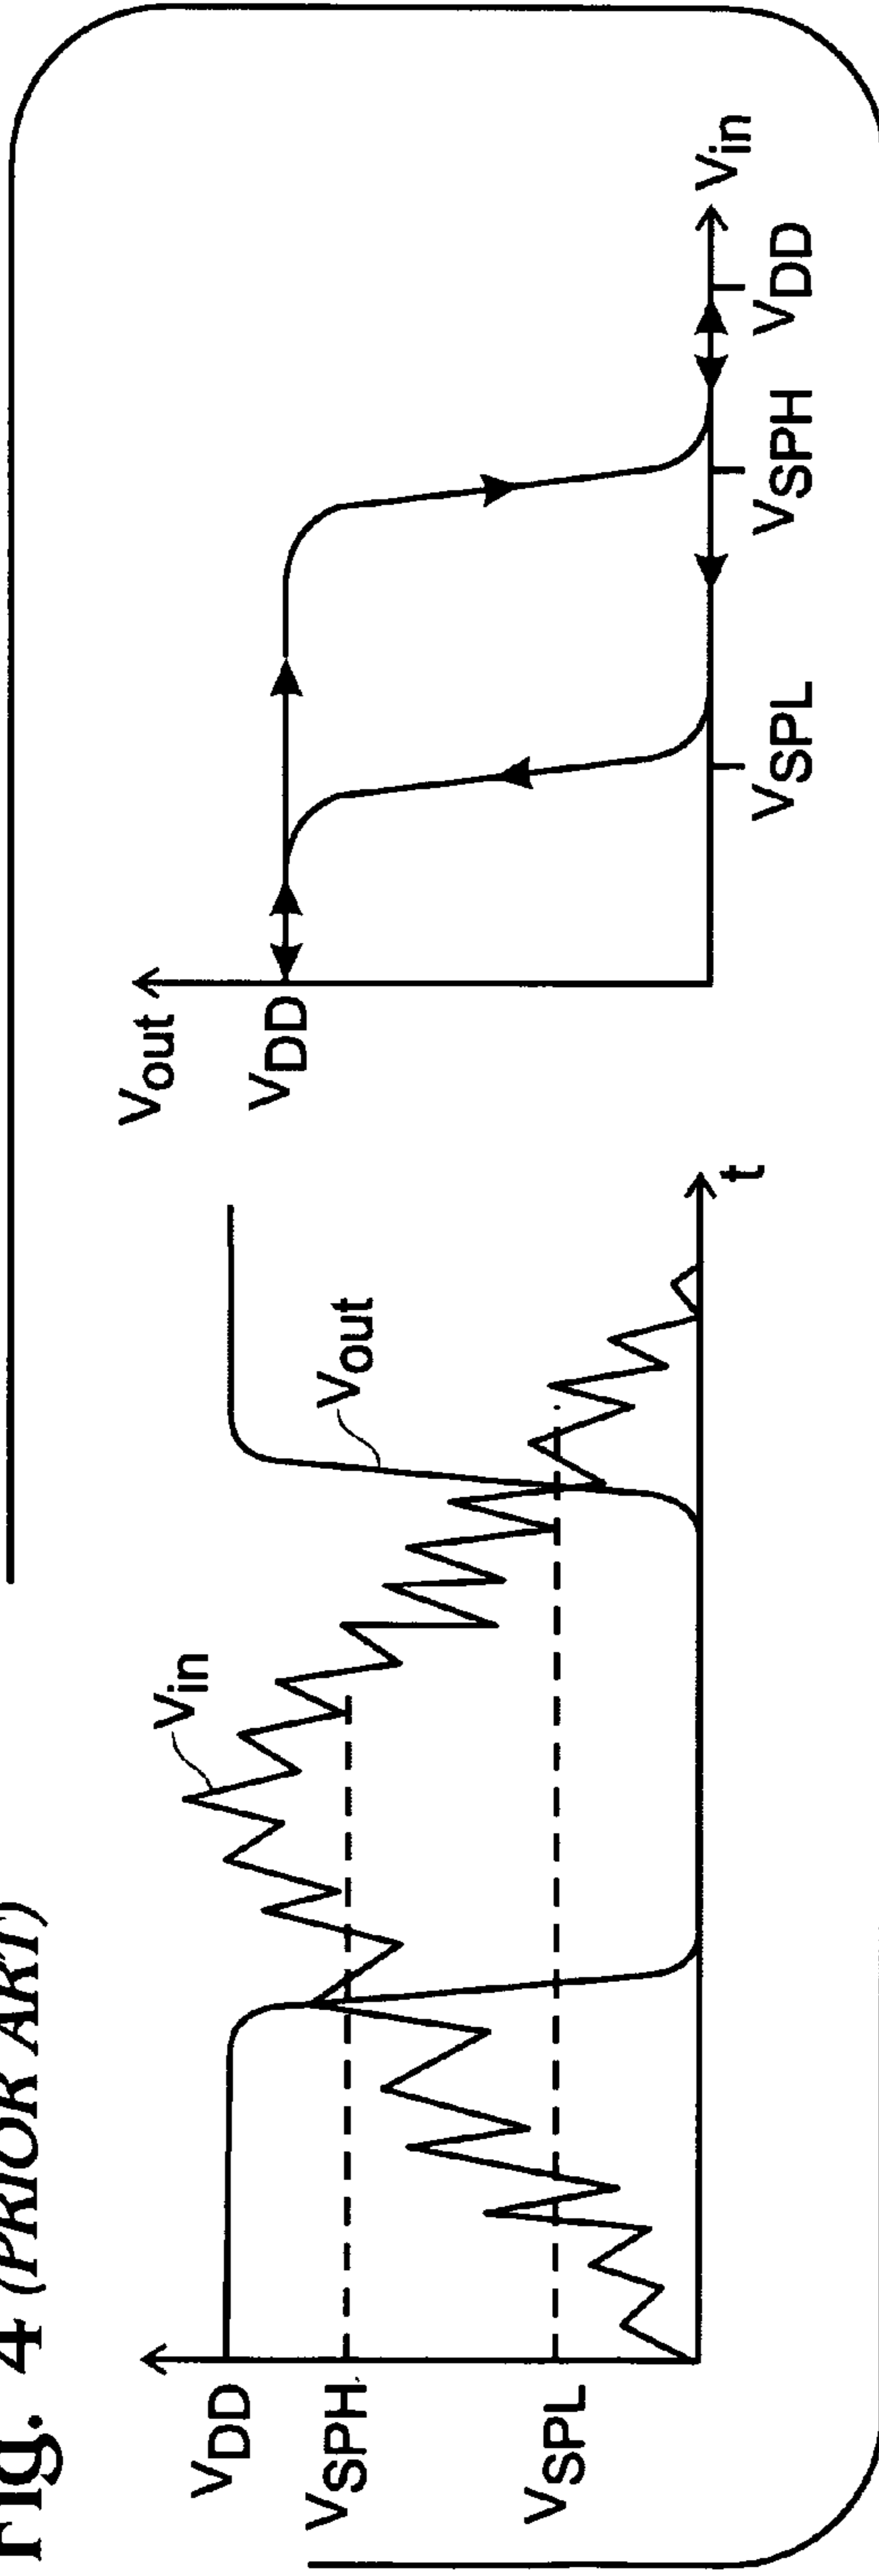 Fig. 4 (PRIOR ART)
VDD
VSPH
VSPL
Vin
Vout
t
Vout
VDD
VSPL
VSPH
VDD
Vin